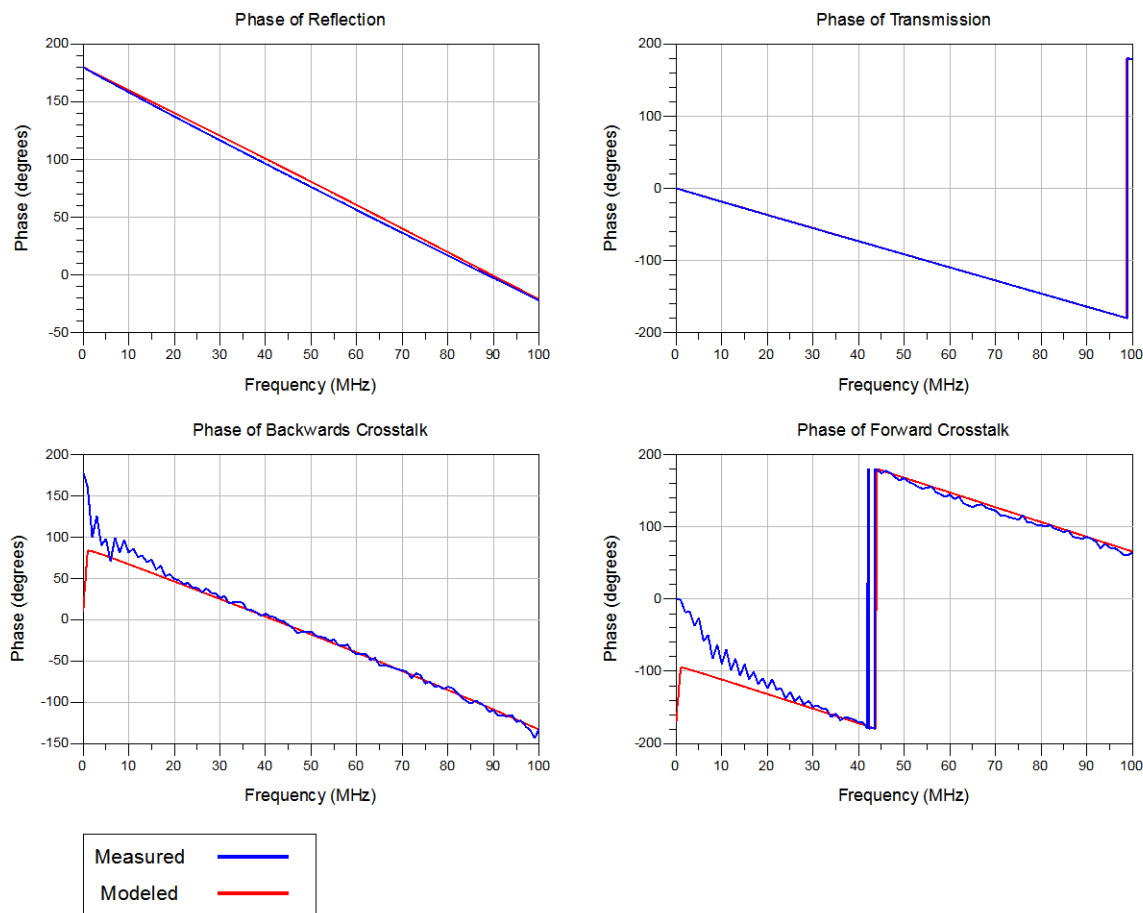 Phase of Reflection
Phase (degrees)
200
150
100
50
0
-50
0 10 20 30 40 50 60 70 80 90 100
Frequency (MHz)
Phase of Transmission
Phase (degrees)
200
100
0
-100
-200
0 10 20 30 40 50 60 70 80 90 100
Frequency (MHz)
Phase of Backwards Crosstalk
Phase (degrees)
200
150
100
50
0
-50
-100
-150
0 10 20 30 40 50 60 70 80 90 100
Frequency (MHz)
Phase of Forward Crosstalk
Phase (degrees)
200
100
0
-100
-200
0 10 20 30 40 50 60 70 80 90 100
Frequency (MHz)
Measured
Modeled